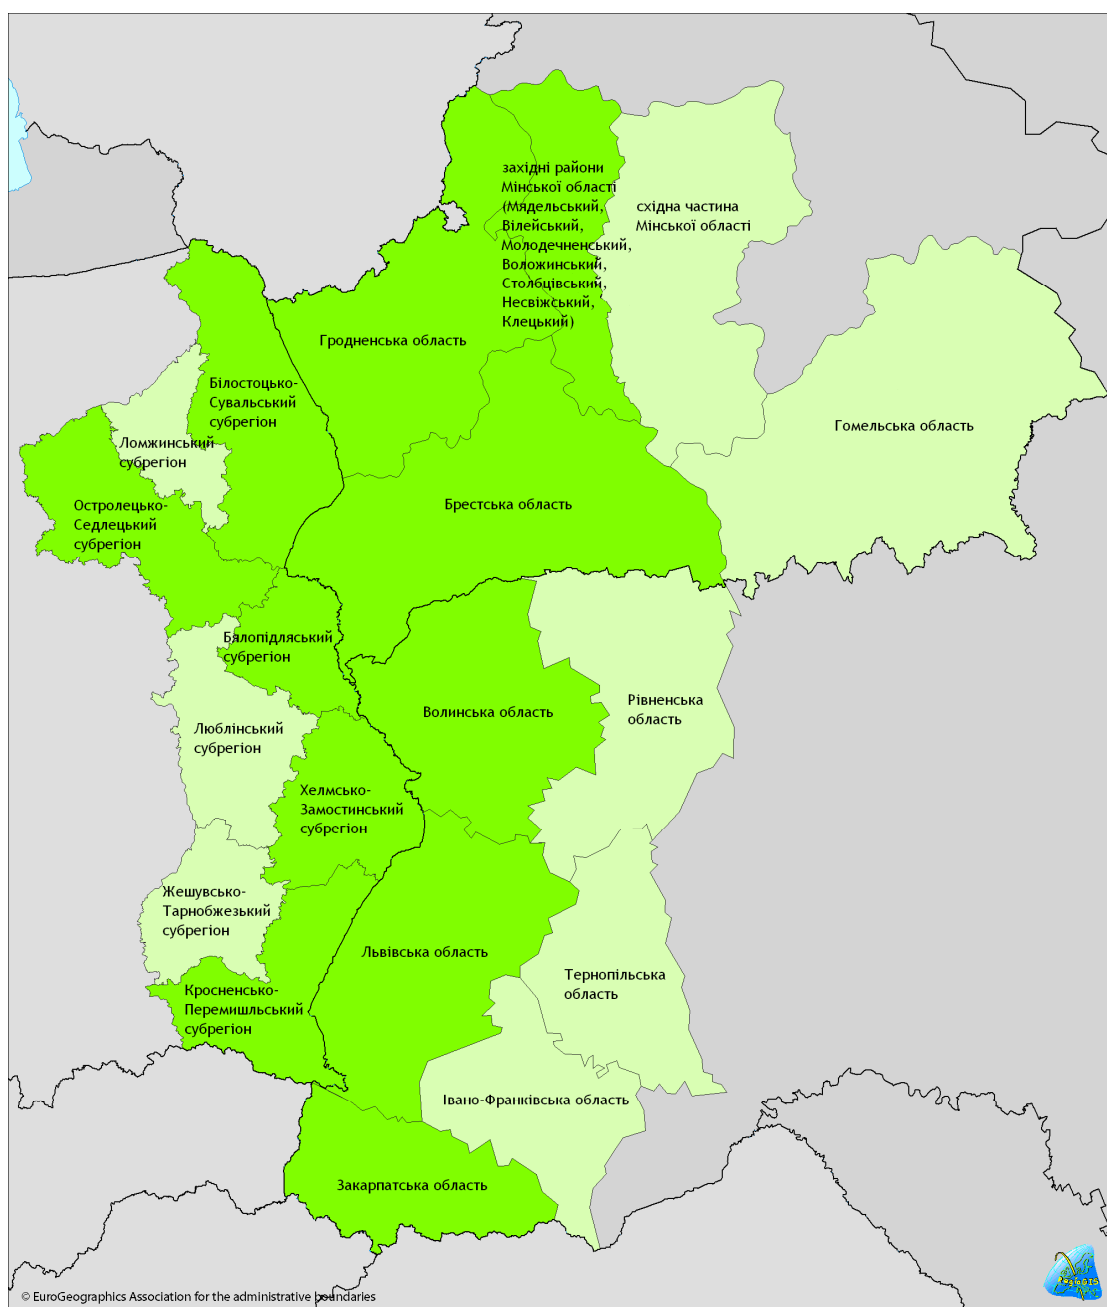 західні райони
Мінської області
(Мядельський,
Вілейський,
Молодечненський,
Воложинський,
Столбцівський,
Несвіжський,
Клецький)
східна частина
Мінської області
Гродненська область
Білостоцько-
Сувальський
субрегіон
Ломжинський
субрегіон
Гомельська область
Остролецько-
Седлецький
субрегіон
Брестська область
Бялопідляський
субрегіон
Волинська область
Рівненська
область
Люблінський
субрегіон
Хелмсько-
Замостинський
субрегіон
Жешувсько-
Тарнобжезький
субрегіон
Львівська область
Тернопільська
область
Кросненсько-
Перемишльський
субрегіон
Івано-Франківська область
Закарпатська область
© EuroGeographics Association for the administrative boundaries